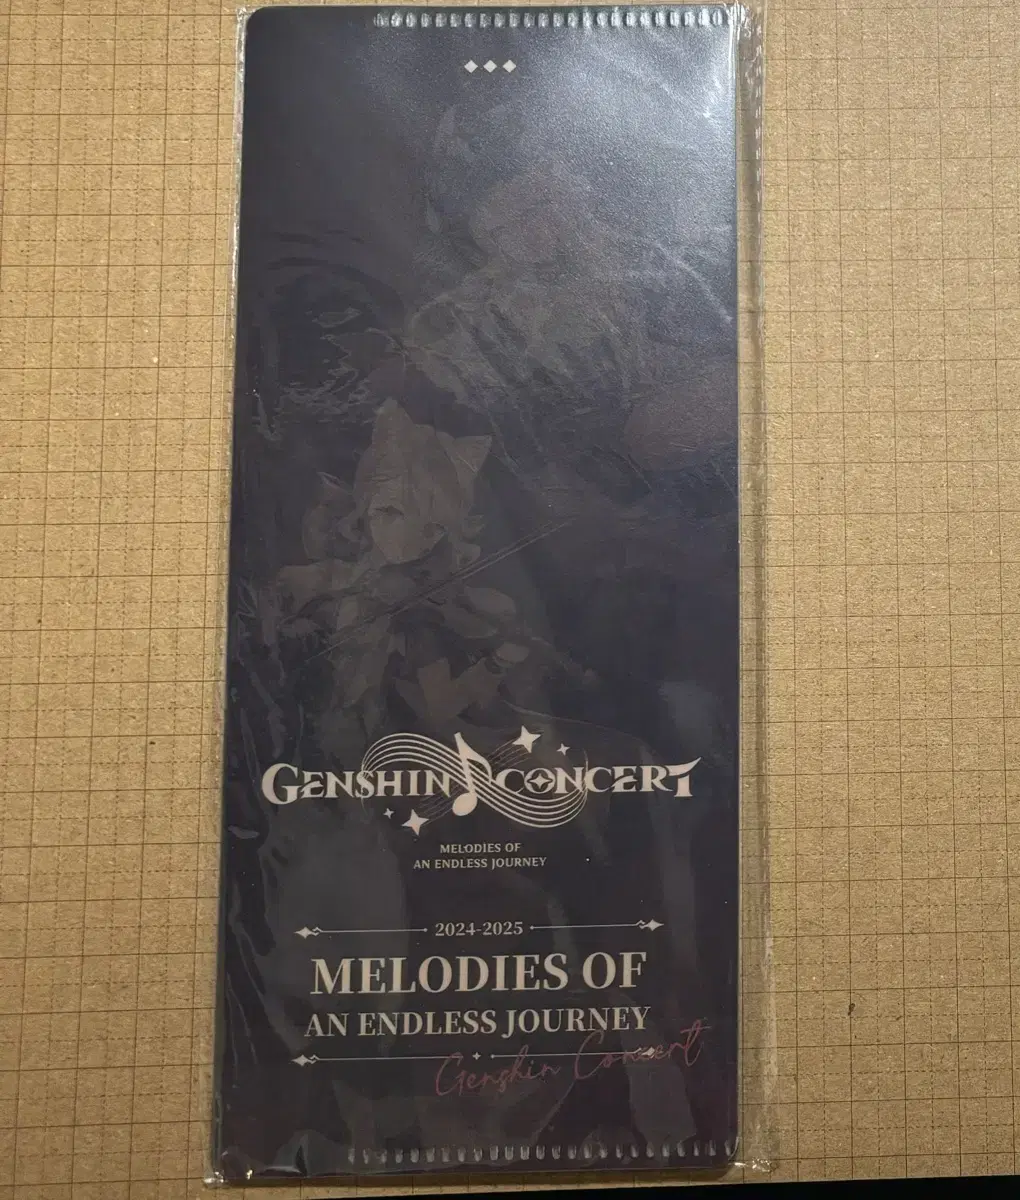 GENSHIN CONCERT
MELODIES OF
AN ENDLESS JOURNEY
2024-2025
MELODIES OF
AN ENDLESS JOURNEY
Genshin Concert